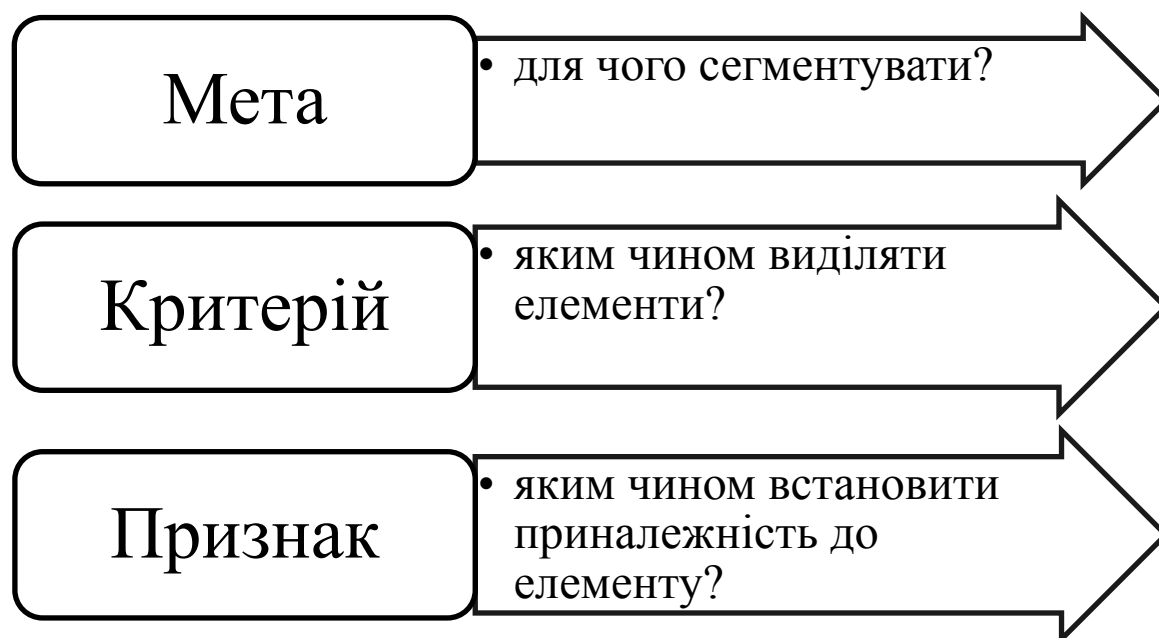 Мета
• для чого сегментувати?
Критерій
• яким чином виділяти
елементи?
Признак
• яким чином встановити
приналежність до
елементу?